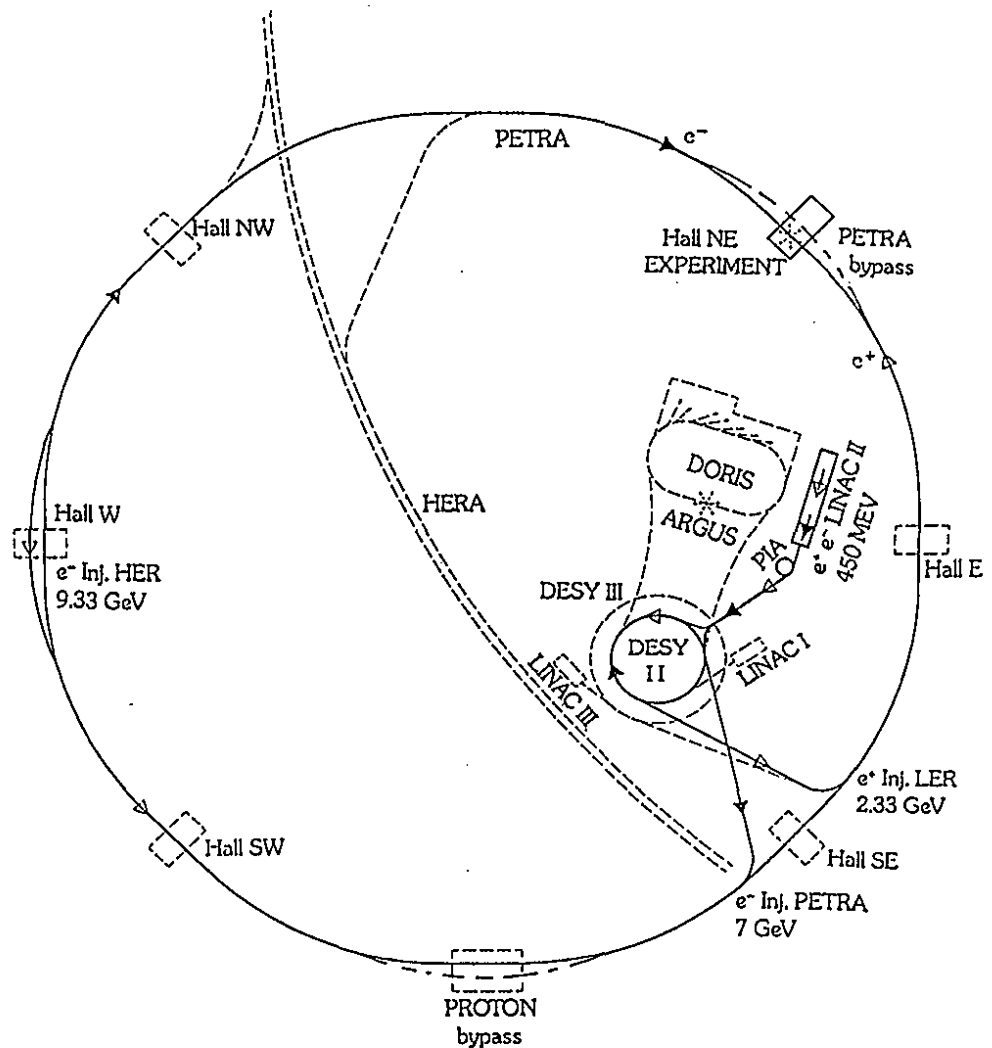 PETRA
e⁻
Hall NW
Hall NE
EXPERIMENT
PETRA
bypass
e⁺
DORIS
ARGUS
e⁺ e⁻ LINAC II
450 MEV
PIA
HERA
Hall W
e⁻ Inj. HER
9.33 GeV
Hall E
DESY III
DESY
II
LINAC I
LINAC III
e⁺ Inj. LER
2.33 GeV
Hall SW
Hall SE
e⁻ Inj. PETRA
7 GeV
PROTON
bypass